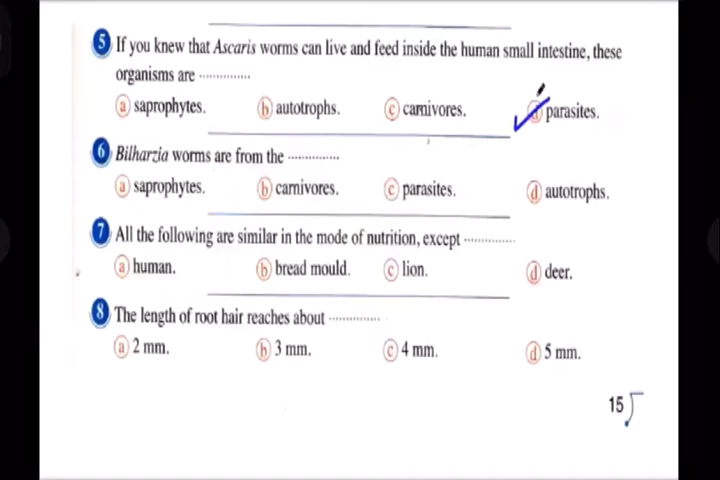 5 If you knew that Ascaris worms can live and feed inside the human small intestine, these
organisms are ..............
a saprophytes. b autotrophs. c carnivores. d parasites.
6 Bilharzia worms are from the ..............
a saprophytes. b carnivores. c parasites. d autotrophs.
7 All the following are similar in the mode of nutrition, except ..............
a human. b bread mould. c lion. d deer.
8 The length of root hair reaches about ..............
a 2 mm. b 3 mm. c 4 mm. d 5 mm.
15